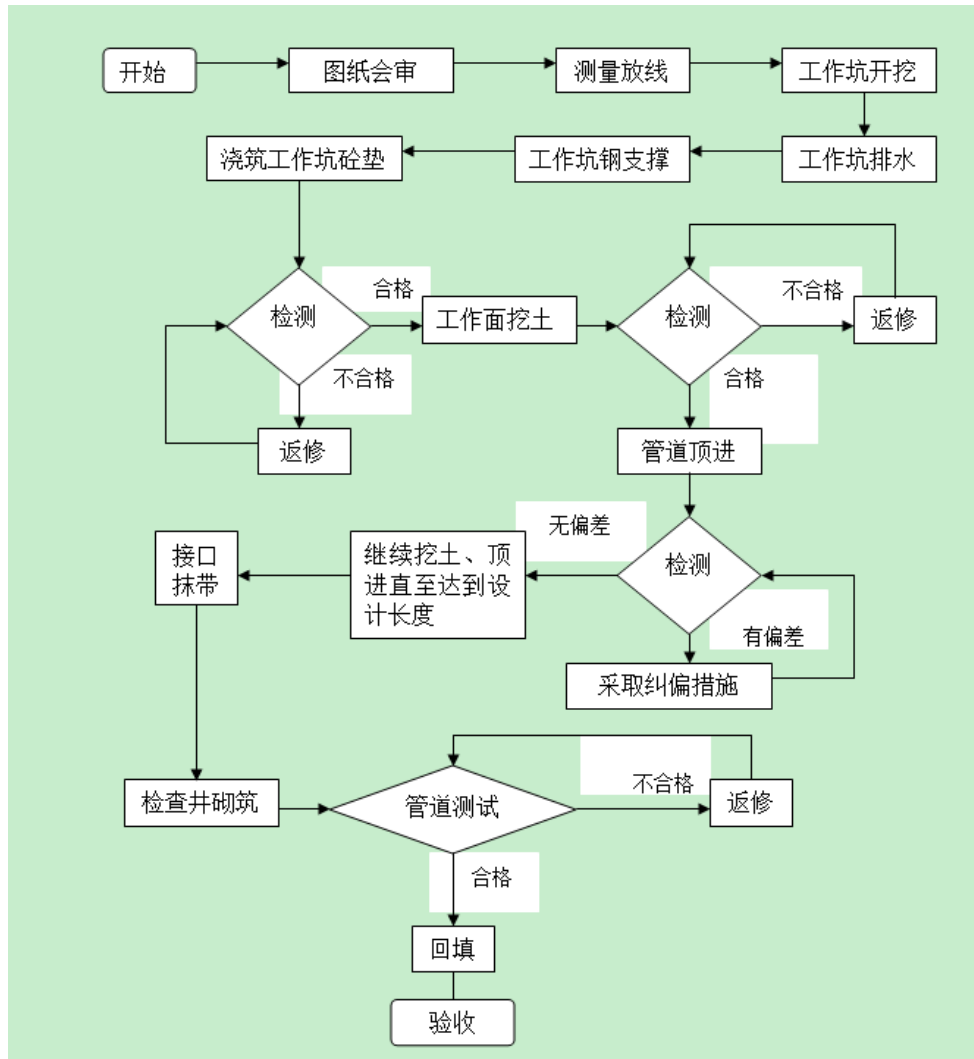 开始
图纸会审
测量放线
工作坑开挖
浇筑工作坑砼垫
工作坑钢支撑
工作坑排水
检测
合格
工作面挖土
检测
不合格
返修
不合格
合格
返修
管道顶进
接口
抹带
继续挖土、顶
进直至达到设
计长度
无偏差
检测
有偏差
采取纠偏措施
检查井砌筑
管道测试
不合格
返修
合格
回填
验收